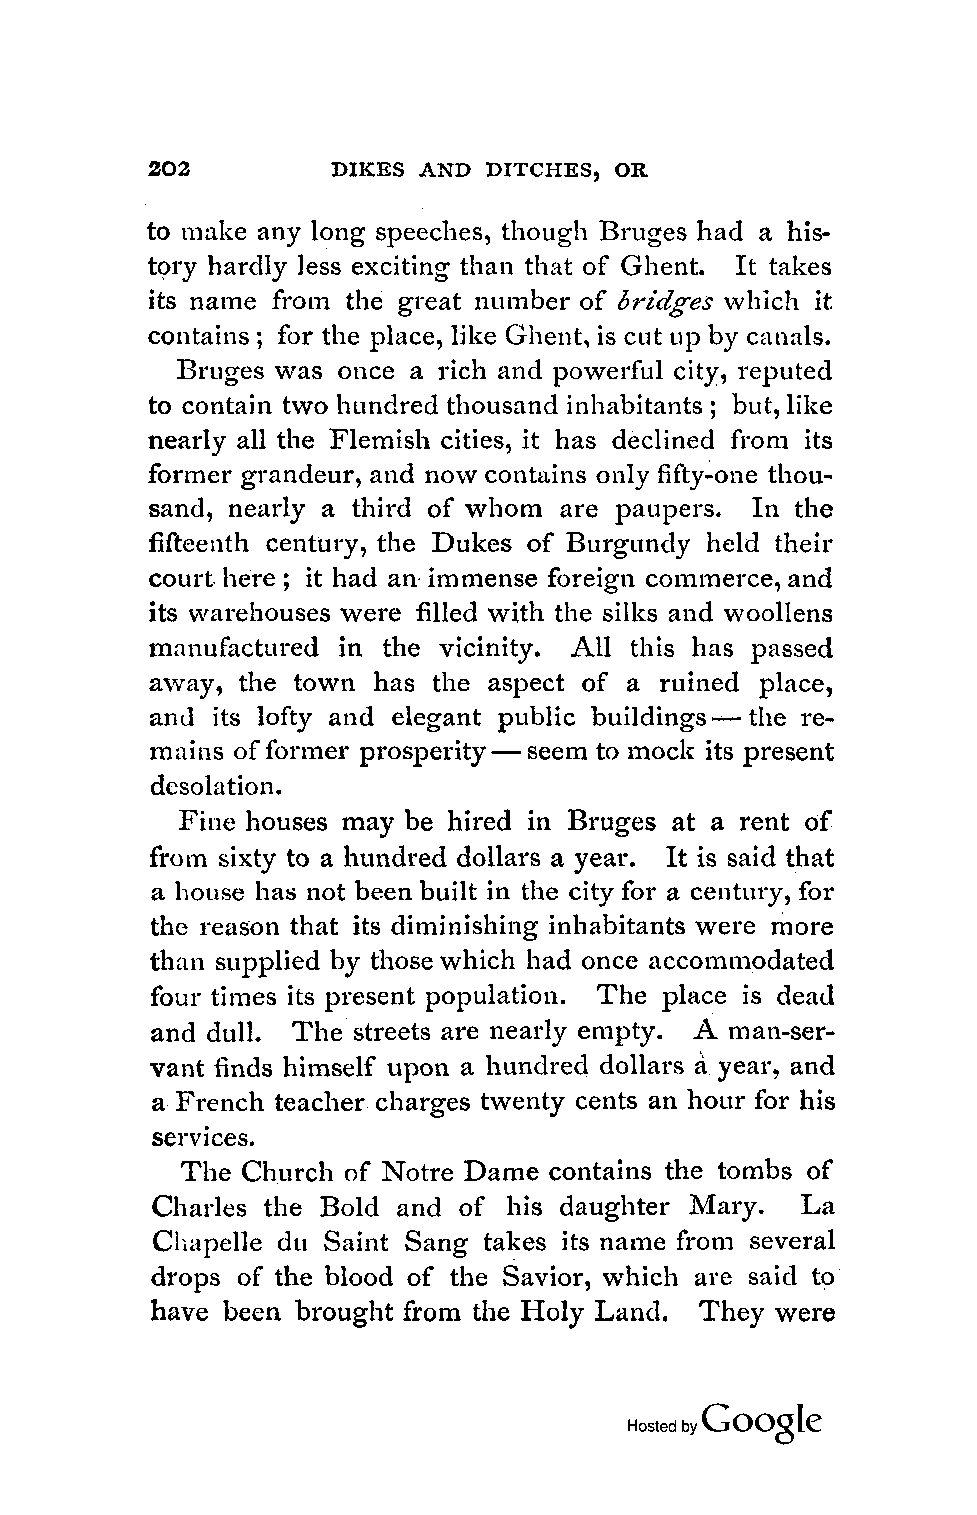 202 DIKES AND DITCHES, OR
to make any long speeches, though Bruges had a his-
tory hardly less exciting than that of Ghent. It takes
its name from the great number of bridges which it
contains; for the place, like Ghent, is cut up by canals.
Bruges was once a rich and powerful city, reputed
to contain two hundred thousand inhabitants; but, like
nearly all the Flemish cities, it has declined from its
former grandeur, and now contains only fifty-one thou-
sand, nearly a third of whom are paupers. In the
fifteenth century, the Dukes of Burgundy held their
court here; it had an immense foreign commerce, and
its warehouses were filled with the silks and woollens
manufactured in the vicinity. All this has passed
away, the town has the aspect of a ruined place,
and its lofty and elegant public buildings — the re-
mains of former prosperity — seem to mock its present
desolation.
Fine houses may be hired in Bruges at a rent of
from sixty to a hundred dollars a year. It is said that
a house has not been built in the city for a century, for
the reason that its diminishing inhabitants were more
than supplied by those which had once accommodated
four times its present population. The place is dead
and dull. The streets are nearly empty. A man-ser-
vant finds himself upon a hundred dollars a year, and
a French teacher charges twenty cents an hour for his
services.
The Church of Notre Dame contains the tombs of
Charles the Bold and of his daughter Mary. La
Chapelle du Saint Sang takes its name from several
drops of the blood of the Savior, which are said to
have been brought from the Holy Land. They were
Hosted by Google